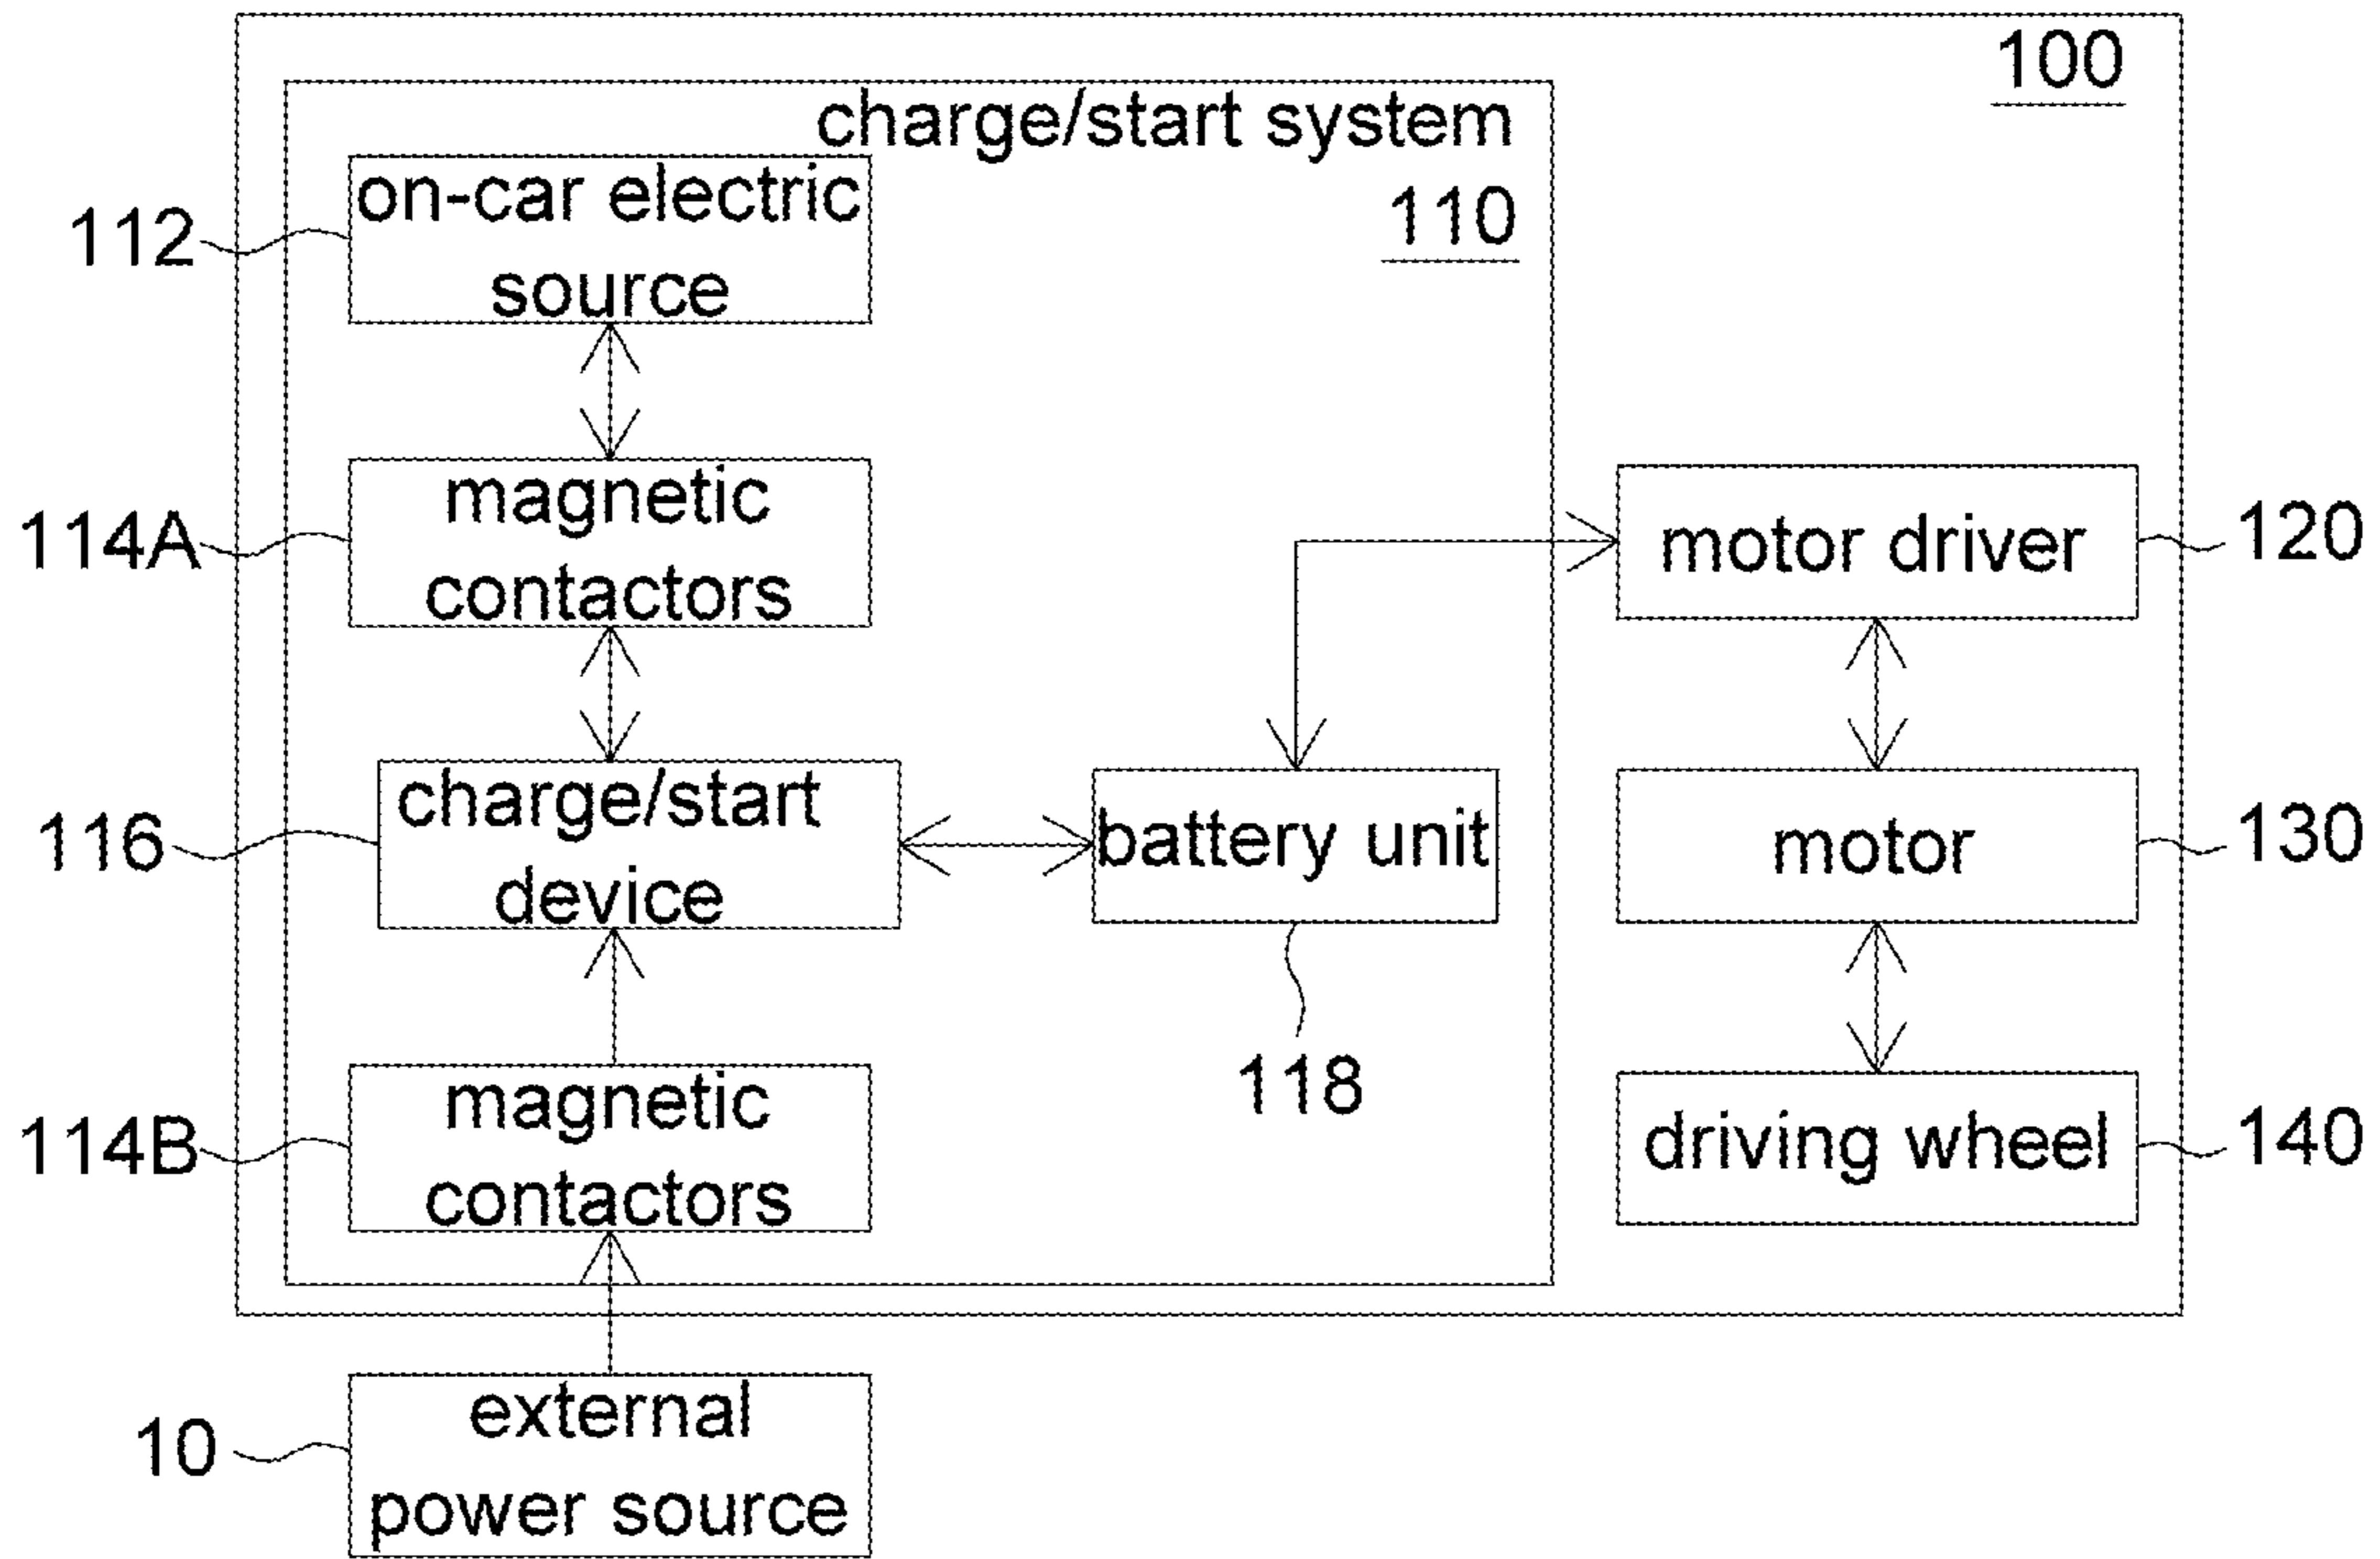 100
charge/start system
110
on-car electric
source
112
magnetic
contactors
114A
motor driver
120
charge/start
device
116
battery unit
118
motor
130
magnetic
contactors
114B
driving wheel
140
external
power source
10